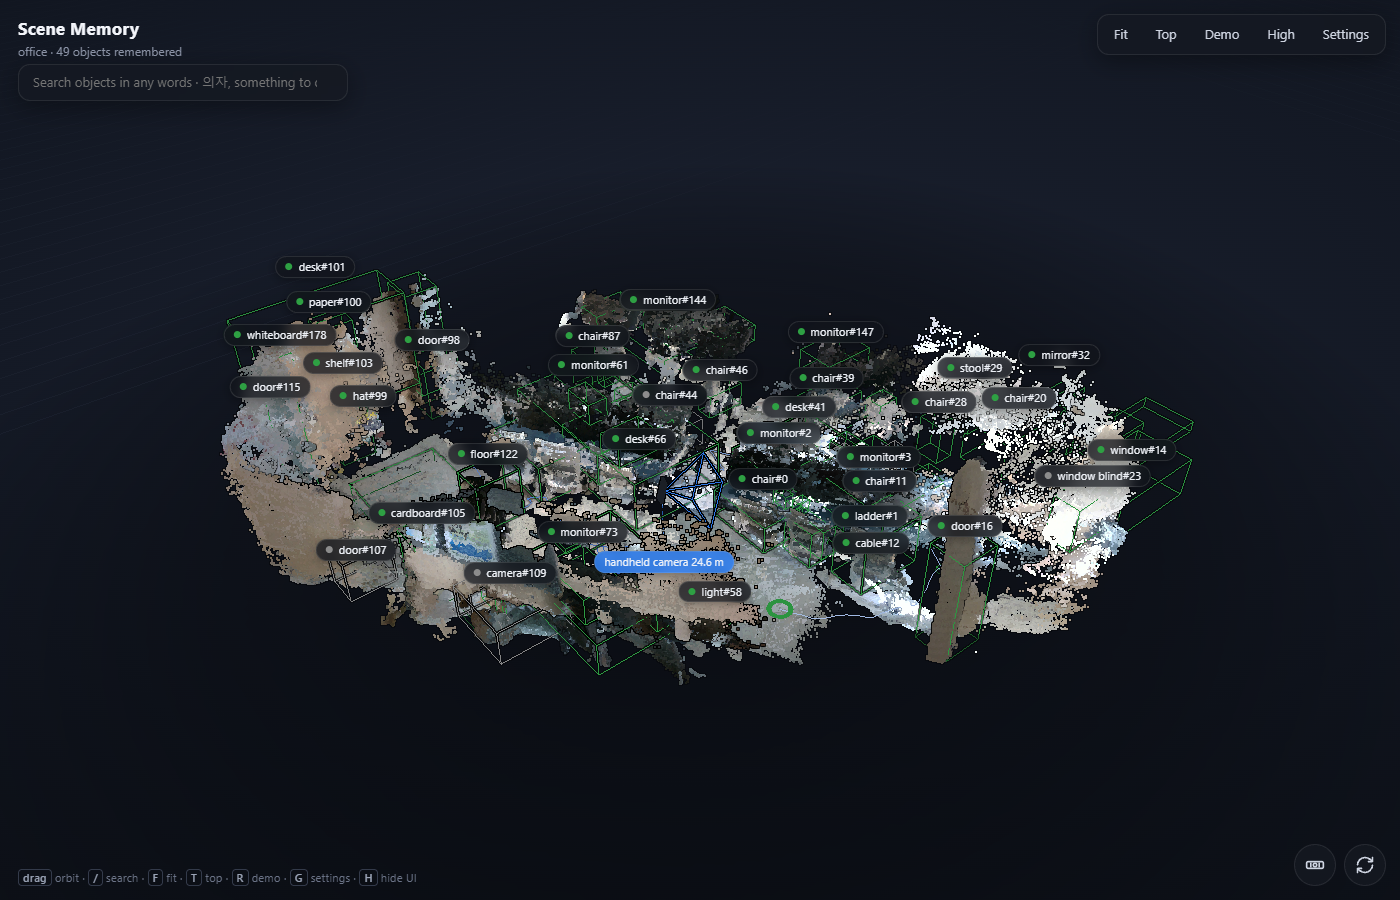 Scene Memory
office · 49 objects remembered
Search objects in any words · 의자, something to
Fit Top Demo High Settings
desk#101
paper#100
monitor#144
whiteboard#178
door#98
chair#87
monitor#147
shelf#103
monitor#61
chair#46
mirror#32
stool#29
door#115
hat#99
chair#44
chair#39
chair#28
chair#20
desk#41
desk#66
monitor#2
floor#122
monitor#3
window#14
chair#0
chair#11
window blind#23
cardboard#105
ladder#1
door#16
monitor#73
door#107
cable#12
handheld camera 24.6 m
camera#109
light#58
drag orbit · / search · F fit · T top · R demo · G settings · H hide UI